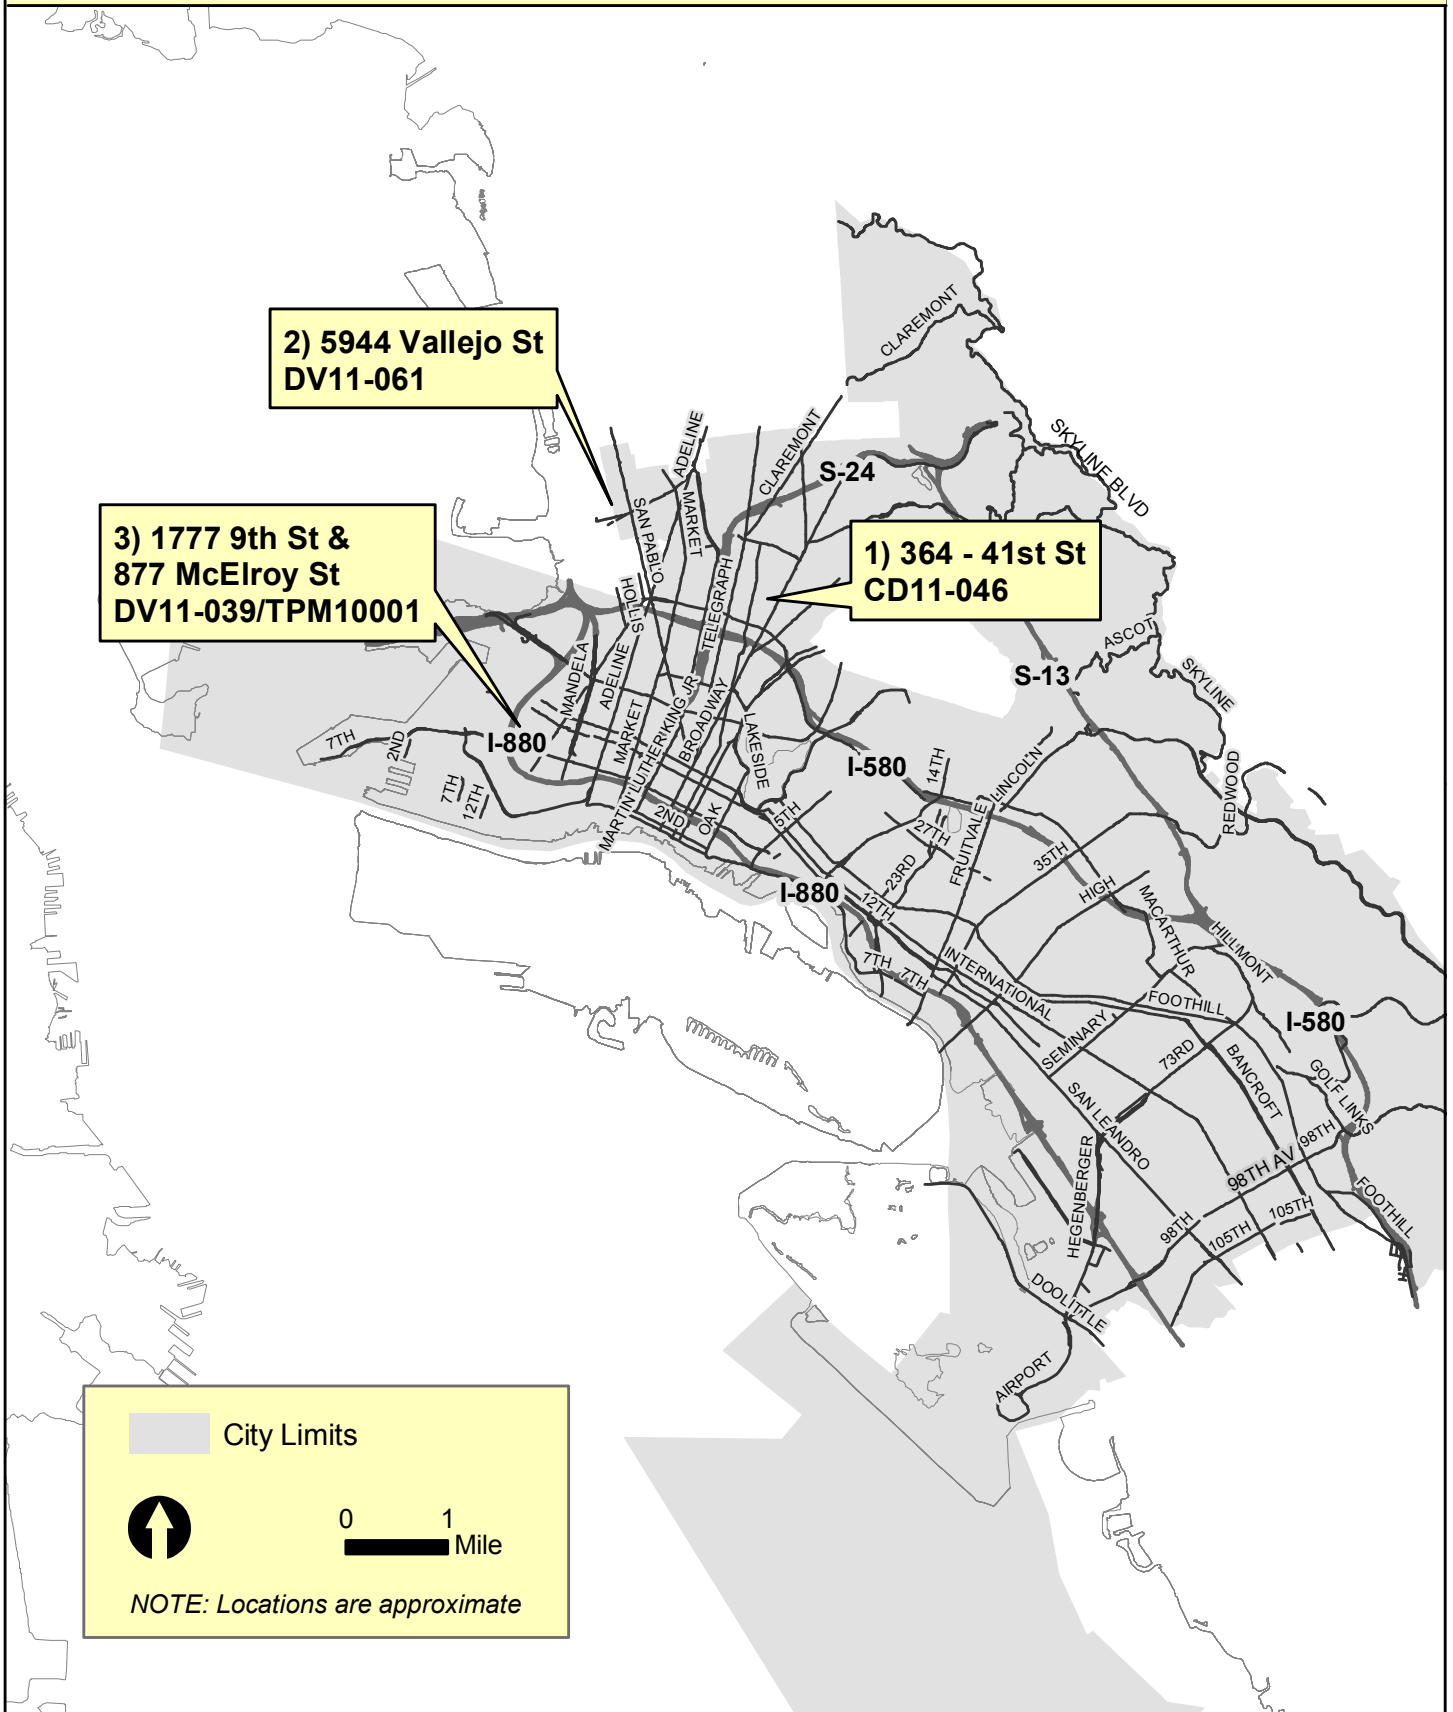 CLAREMONT
2) 5944 Vallejo St
DV11-061
SKYLINE BLVD
ADELINE
CLAREMONT
S-24
MARKET
SAN PABLO
3) 1777 9th St &
877 McElroy St
DV11-039/TPM10001
1) 364 - 41st St
CD11-046
HOLLIS
TELEGRAPH
ASCOT
MANDELA
ADELINE
S-13
SKYLINE
MARKET
MARTIN LUTHER KING JR
BROADWAY
LAKESIDE
7TH
2ND
I-880
I-580
14TH
LINCOLN
REDWOOD
7TH
12TH
2ND
OAK
5TH
27TH
FRUITVALE
35TH
23RD
I-880
12TH
HIGH
MACARTHUR
HILLMONT
7TH
7TH
INTERNATIONAL
FOOTHILL
I-580
SEMINARY
73RD
BANCROFT
GOLF LINKS
SAN LEANDRO
98TH
98TH AV
HEGENBERGER
FOOTHILL
98TH
105TH
105TH
DOOLITTLE
AIRPORT
City Limits
0 1
Mile
NOTE: Locations are approximate